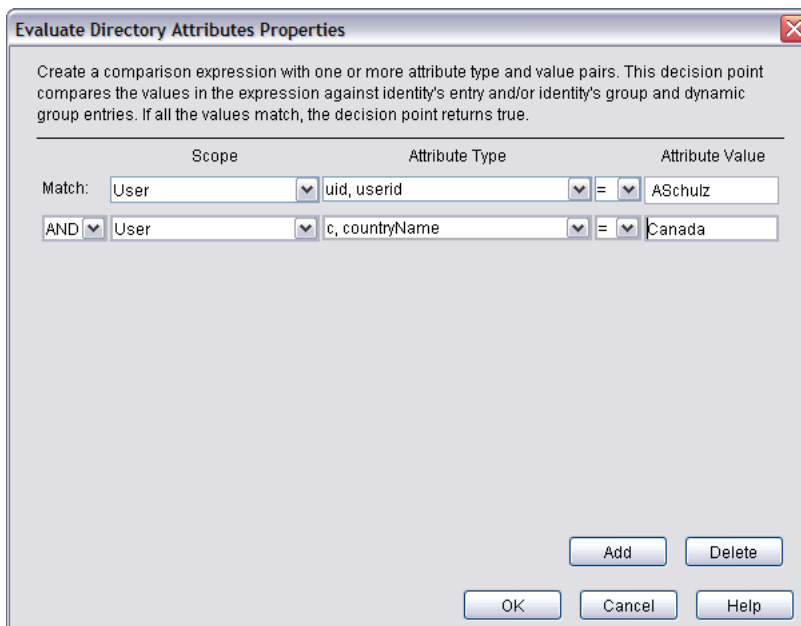 Evaluate Directory Attributes Properties
Create a comparison expression with one or more attribute type and value pairs. This decision point
compares the values in the expression against identity's entry and/or identity's group and dynamic
group entries. If all the values match, the decision point returns true.
Scope Attribute Type Attribute Value
Match: User uid, userid = ASchulz
AND User c, countryName = Canada
Add Delete
OK Cancel Help